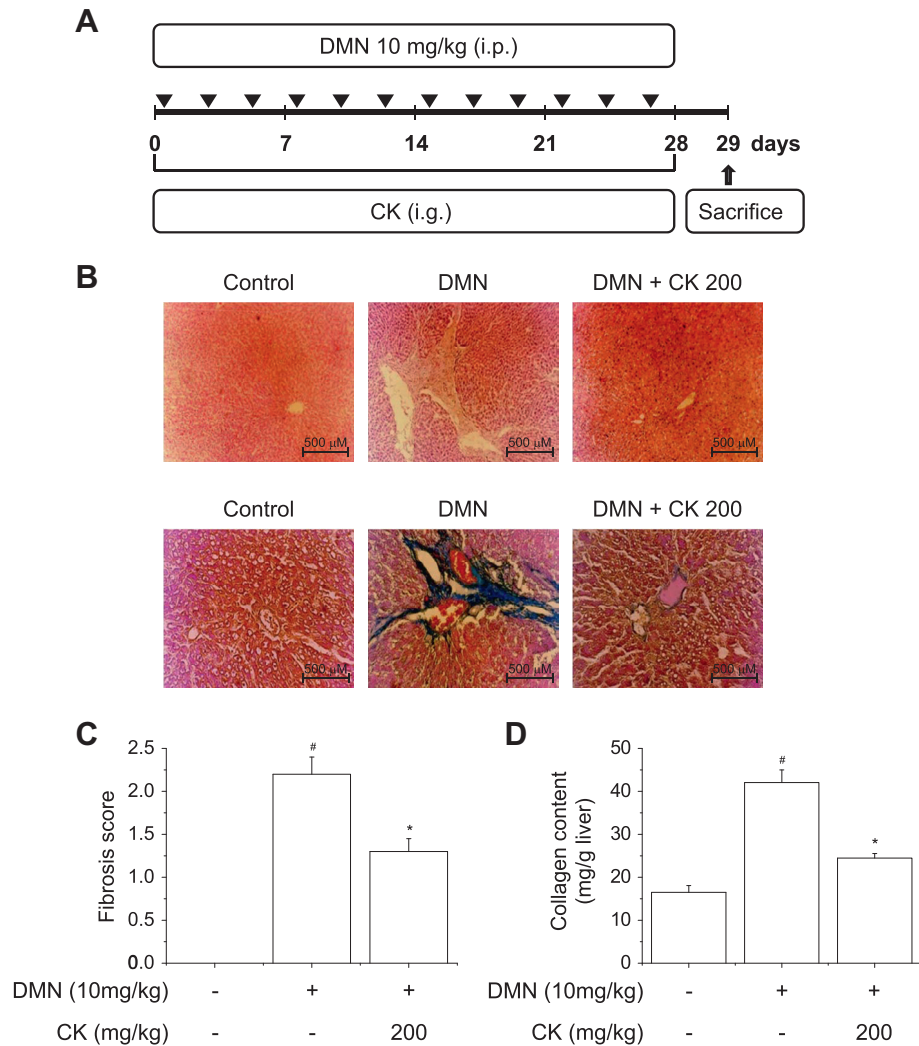 A
DMN 10 mg/kg (i.p.)
0 7 14 21 28 29 days
CK (i.g.)
Sacrifice
B
Control DMN DMN + CK 200
500 µM 500 µM 500 µM
Control DMN DMN + CK 200
500 µM 500 µM 500 µM
C
Fibrosis score
2.5
2.0
1.5
1.0
0.5
0.0
#
*
DMN (10mg/kg) - + +
CK (mg/kg) - - 200
D
Collagen content
(mg/g liver)
50
40
30
20
10
0
#
*
DMN (10mg/kg) - + +
CK (mg/kg) - - 200